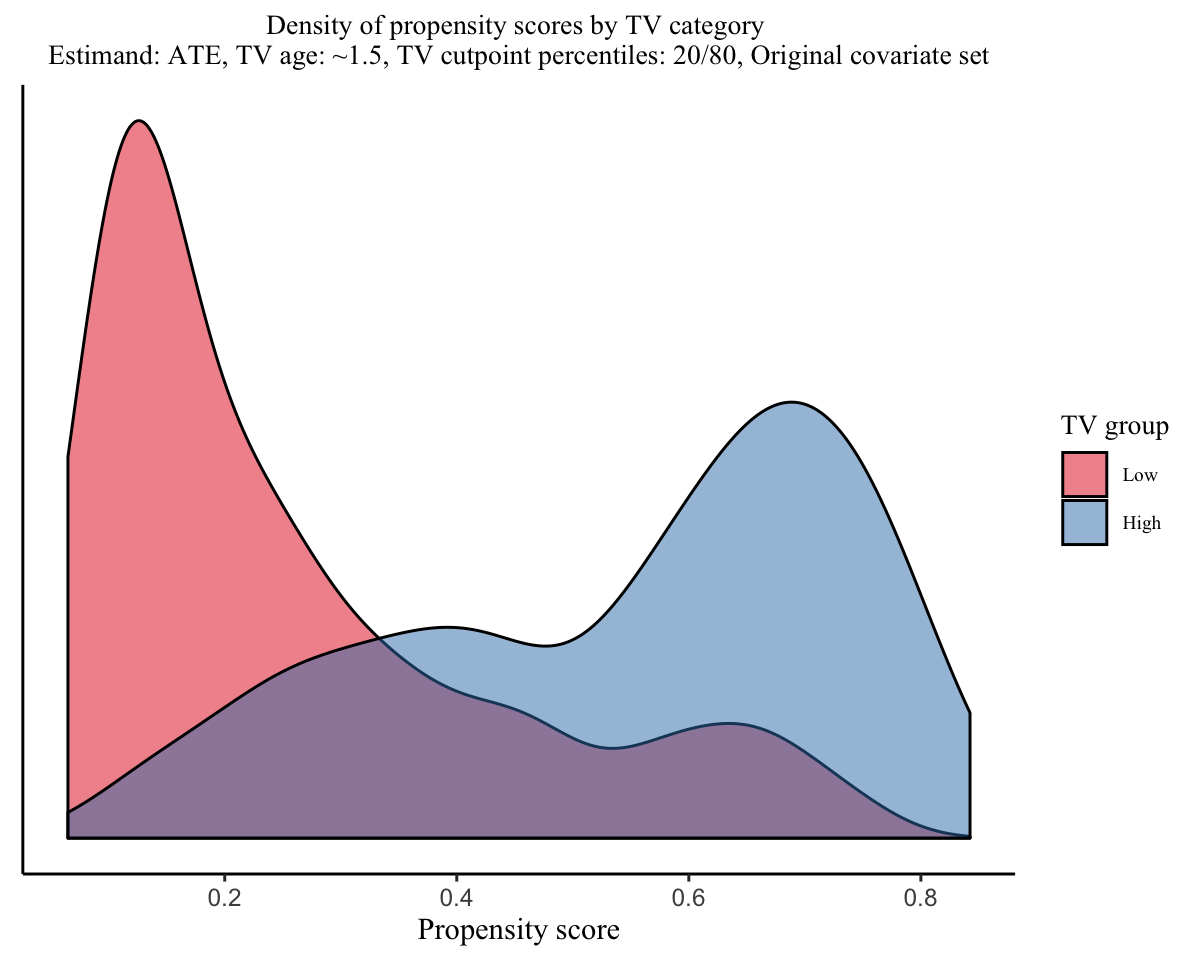 Density of propensity scores by TV category
Estimand: ATE, TV age: ~1.5, TV cutpoint percentiles: 20/80, Original covariate set
TV group
Low
High
0.2 0.4 0.6 0.8
Propensity score